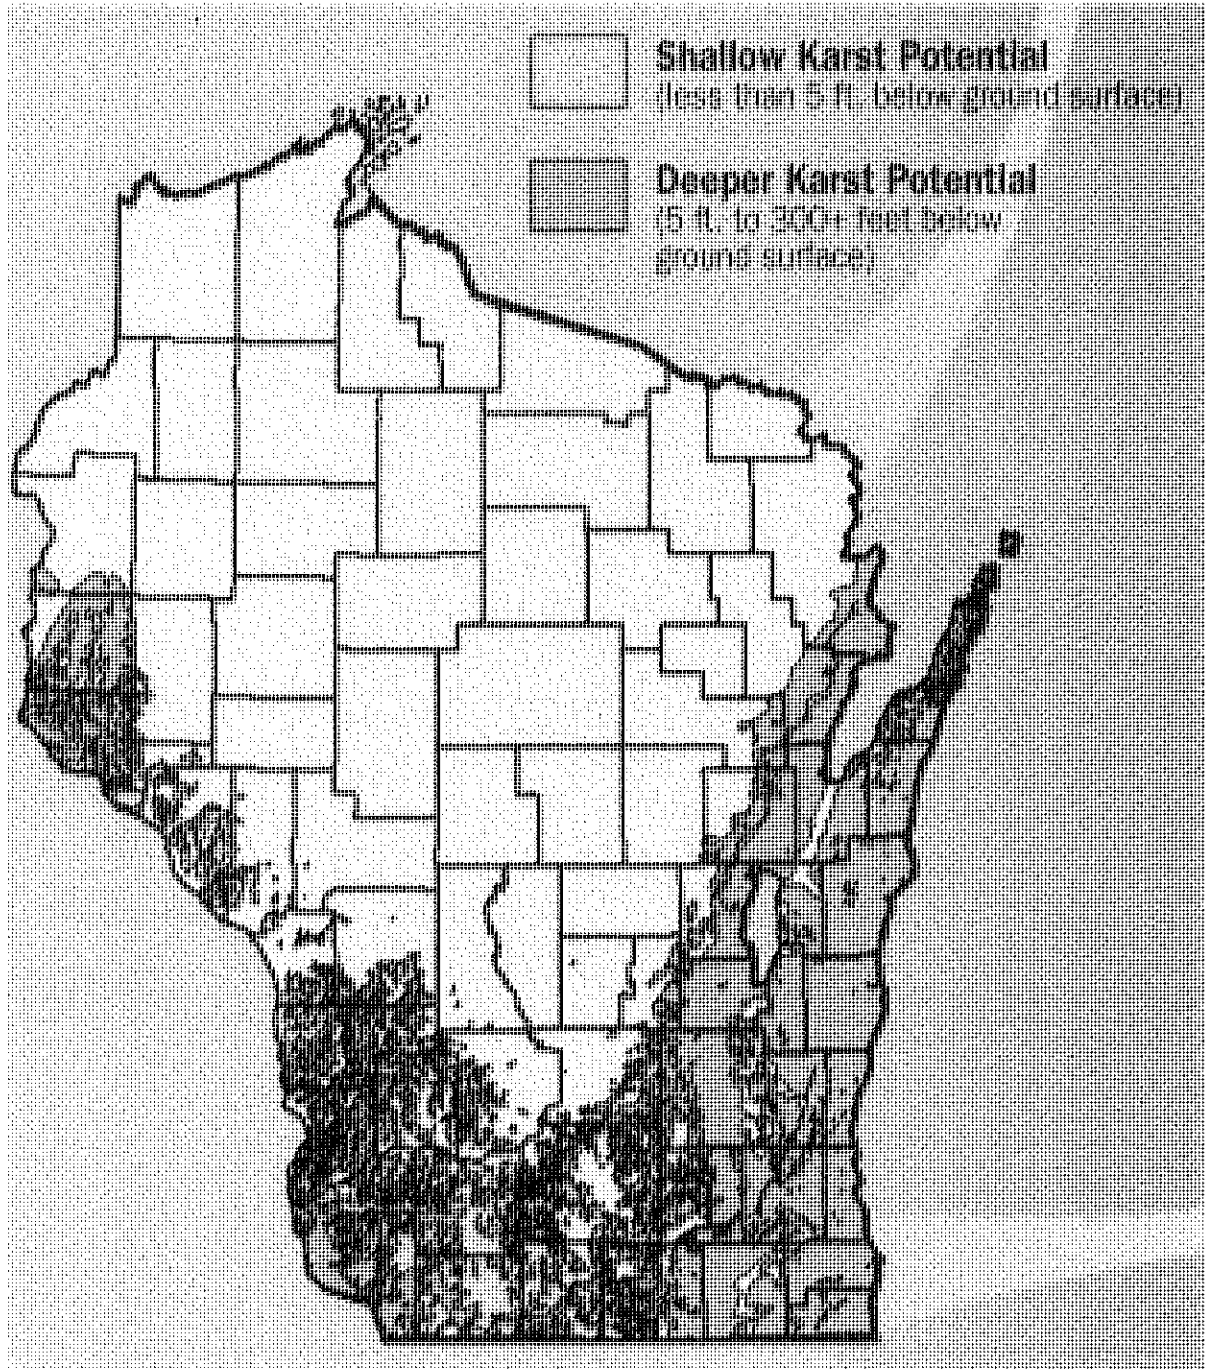 Shallow Karst Potential
(less than 5 ft. below ground surface)
Deeper Karst Potential
(5 ft. to 300+ feet below
ground surface)